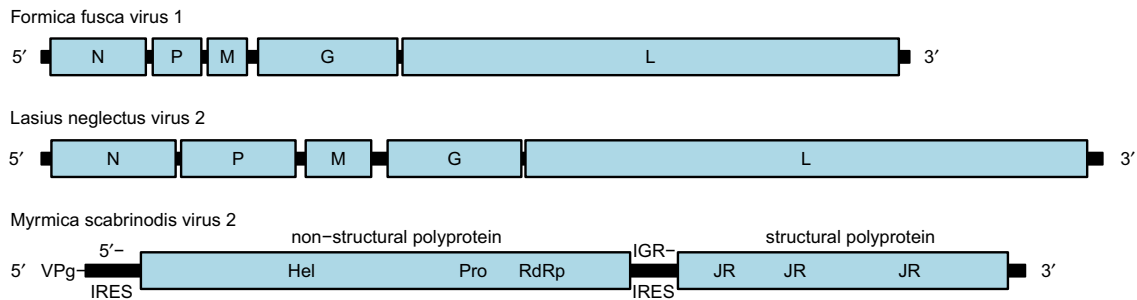 Formica fusca virus 1
5′ N P M G L 3′
Lasius neglectus virus 2
5′ N P M G L 3′
Myrmica scabrinodis virus 2
5′− non−structural polyprotein IGR− structural polyprotein
5′ VPg Hel Pro RdRp JR JR JR 3′
IRES IRES